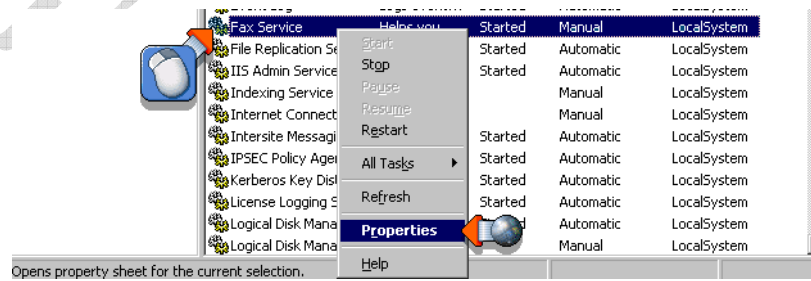 Fax Service Helps you Started Manual LocalSystem
File Replication Se Started Automatic LocalSystem
IIS Admin Service Started Automatic LocalSystem
Indexing Service Manual LocalSystem
Internet Connect Manual LocalSystem
Intersite Messagi Started Automatic LocalSystem
IPSEC Policy Agen Started Automatic LocalSystem
Kerberos Key Dist Started Automatic LocalSystem
License Logging S Started Automatic LocalSystem
Logical Disk Mana Automatic LocalSystem
Logical Disk Mana Manual LocalSystem
Start
Stop
Pause
Resume
Restart
All Tasks
Refresh
Properties
Help
Opens property sheet for the current selection.